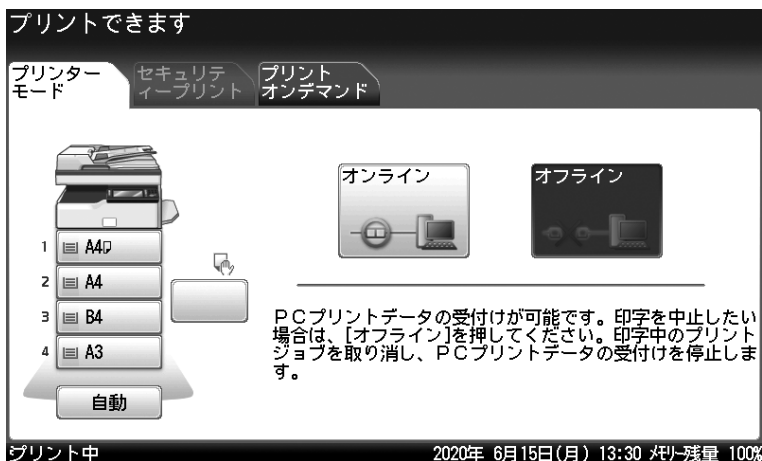 プリントできます
プリンター
モード
セキュリテ
ィープリント
プリント
オンデマンド
オンライン
オフライン
1 A4
2 A4
3 B4
4 A3
自動
PCプリントデータの受付けが可能です。印字を中止したい
場合は、[オフライン]を押してください。印字中のプリント
ジョブを取り消し、PCプリントデータの受付けを停止しま
す。
プリント中
2020年 6月15日(月) 13:30 メモリー残量 100%